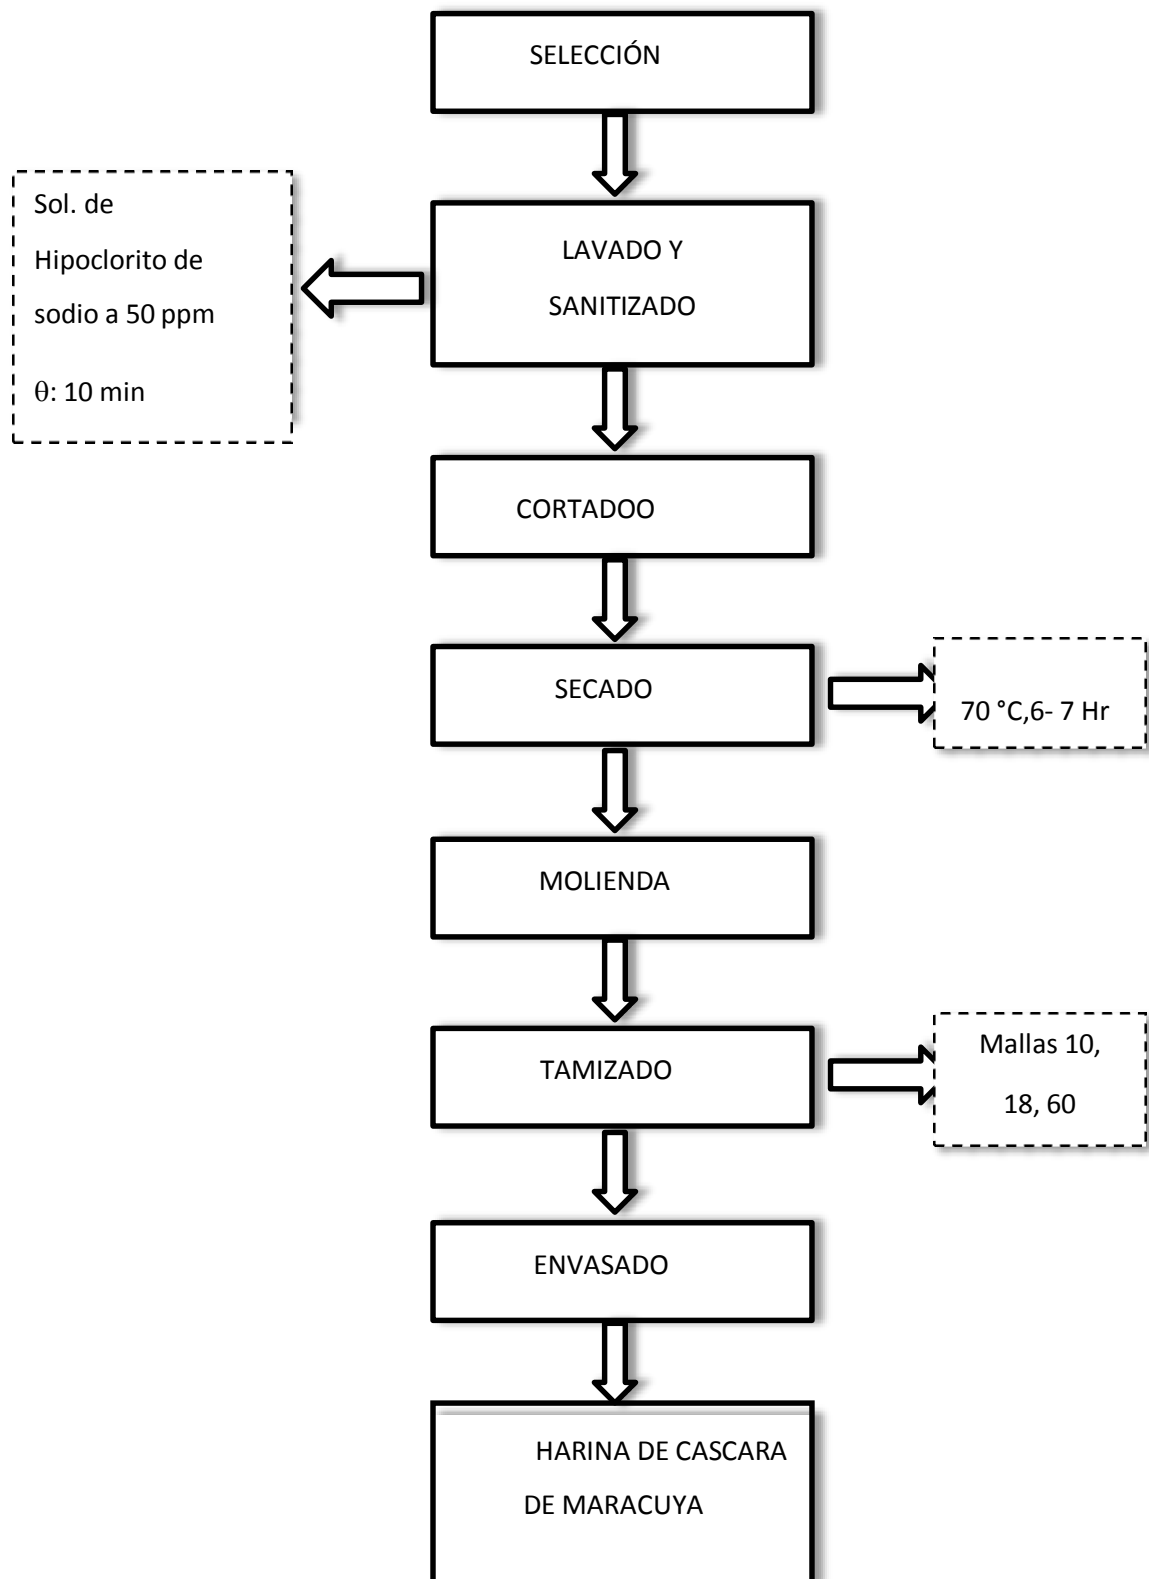 SELECCIÓN
Sol. de
Hipoclorito de
sodio a 50 ppm
θ: 10 min
LAVADO Y
SANITIZADO
CORTADOO
SECADO
70 °C,6- 7 Hr
MOLIENDA
TAMIZADO
Mallas 10,
18, 60
ENVASADO
HARINA DE CASCARA
DE MARACUYA